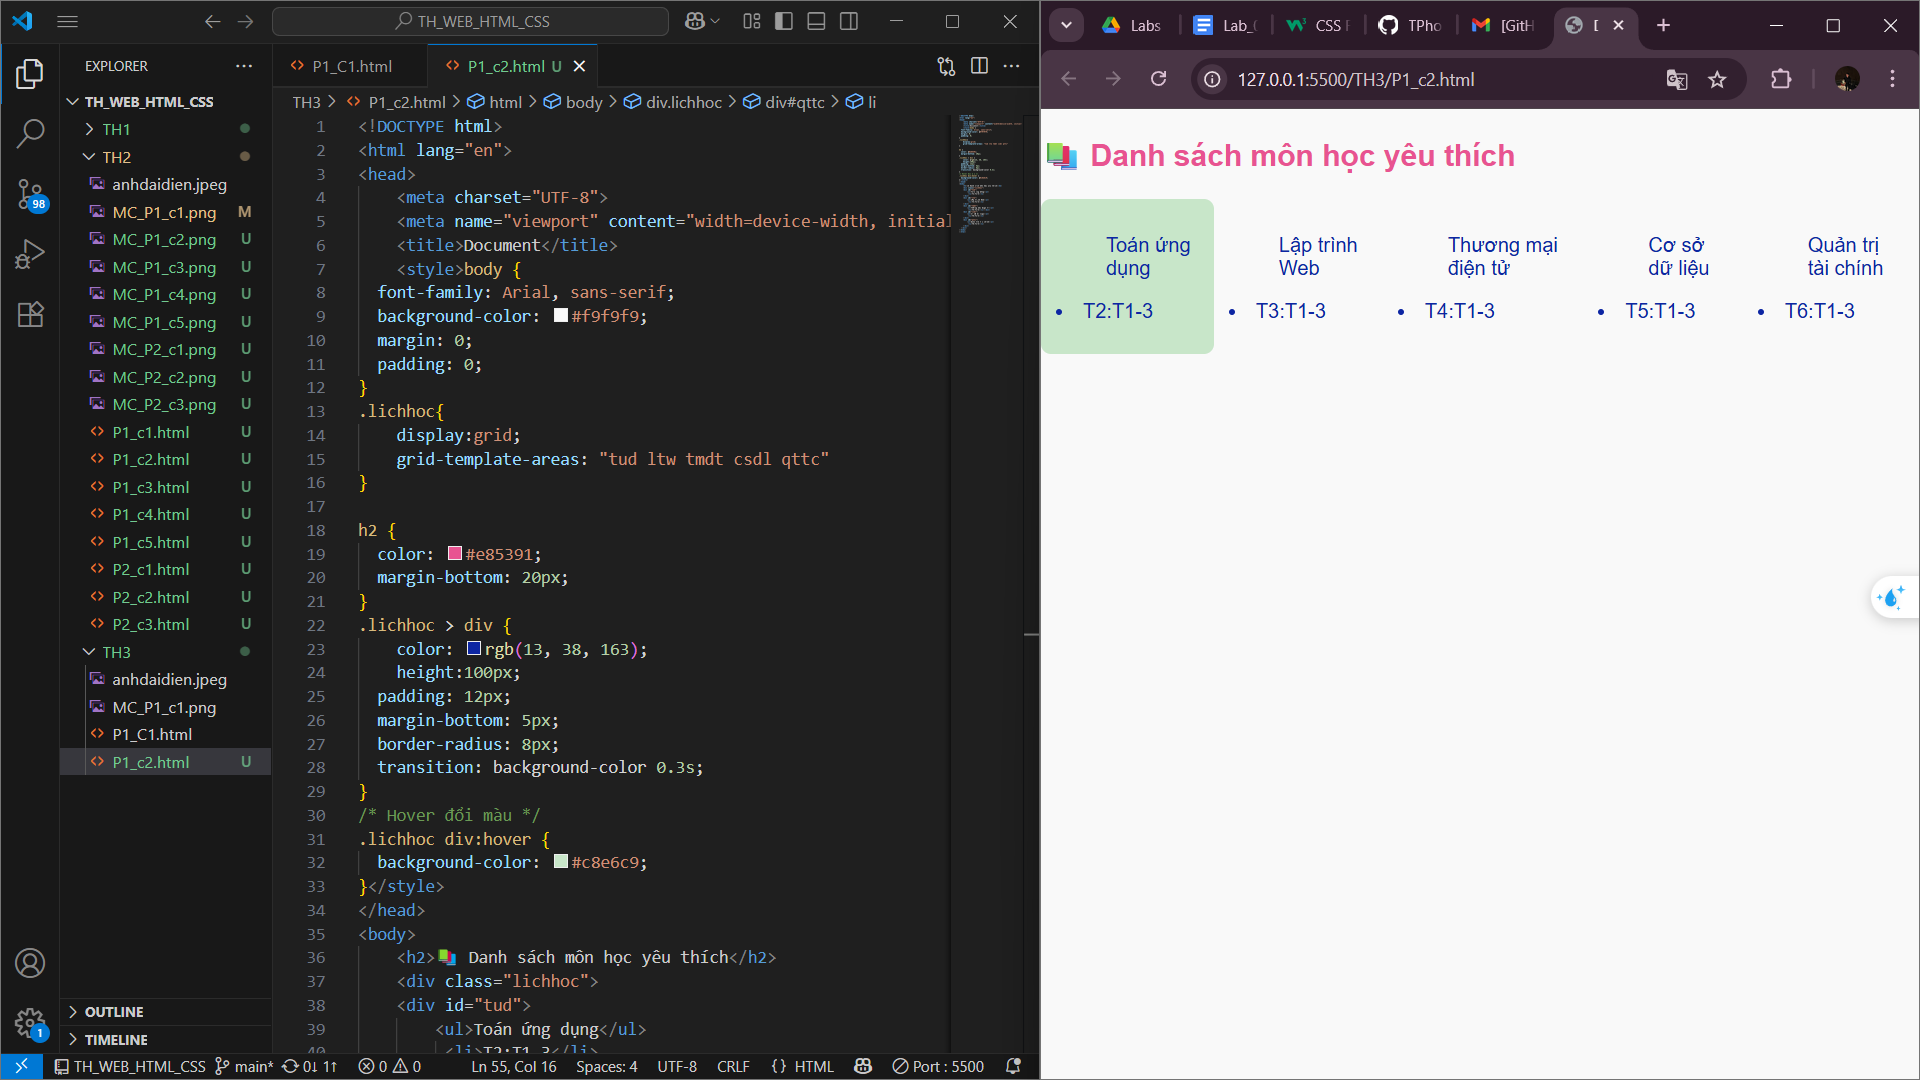 TH_WEB_HTML_CSS
EXPLORER
TH_WEB_HTML_CSS
TH1
TH2
anhdaidien.jpeg
MC_P1_c1.png M
MC_P1_c2.png U
MC_P1_c3.png U
MC_P1_c4.png U
MC_P1_c5.png U
MC_P2_c1.png U
MC_P2_c2.png U
MC_P2_c3.png U
P1_c1.html U
P1_c2.html U
P1_c3.html U
P1_c4.html U
P1_c5.html U
P2_c1.html U
P2_c2.html U
P2_c3.html U
TH3
anhdaidien.jpeg
MC_P1_c1.png
P1_C1.html
P1_c2.html U
OUTLINE
TIMELINE
98
1
P1_C1.html
P1_c2.html U
TH3 > P1_c2.html > html > body > div.lichhoc > div#qttc > li
1 <!DOCTYPE html>
2 <html lang="en">
3 <head>
4 <meta charset="UTF-8">
5 <meta name="viewport" content="width=device-width, initial
6 <title>Document</title>
7 <style>body {
8 font-family: Arial, sans-serif;
9 background-color: #f9f9f9;
10 margin: 0;
11 padding: 0;
12 }
13 .lichhoc{
14 display:grid;
15 grid-template-areas: "tud ltw tmdt csdl qttc"
16 }
17
18 h2 {
19 color: #e85391;
20 margin-bottom: 20px;
21 }
22 .lichhoc > div {
23 color: rgb(13, 38, 163);
24 height:100px;
25 padding: 12px;
26 margin-bottom: 5px;
27 border-radius: 8px;
28 transition: background-color 0.3s;
29 }
30 /* Hover đổi màu */
31 .lichhoc div:hover {
32 background-color: #c8e6c9;
33 }</style>
34 </head>
35 <body>
36 <h2>📚 Danh sách môn học yêu thích</h2>
37 <div class="lichhoc">
38 <div id="tud">
39 <ul>Toán ứng dụng</ul>
40 <li>T2:T1-3</li>
TH_WEB_HTML_CSS main* 0↓ 1↑ 0 0 Ln 55, Col 16 Spaces: 4 UTF-8 CRLF {} HTML Port : 5500
Labs
Lab_
CSS
TPho
[GitH
127.0.0.1:5500/TH3/P1_c2.html
📚 Danh sách môn học yêu thích
Toán ứng
dụng
• T2:T1-3
Lập trình
Web
• T3:T1-3
Thương mại
điện tử
• T4:T1-3
Cơ sở
dữ liệu
• T5:T1-3
Quản trị
tài chính
• T6:T1-3